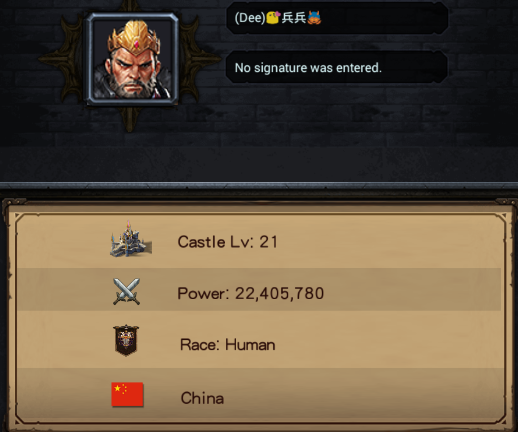 (Dee)兵兵
No signature was entered.
Castle Lv: 21
Power: 22,405,780
Race: Human
China